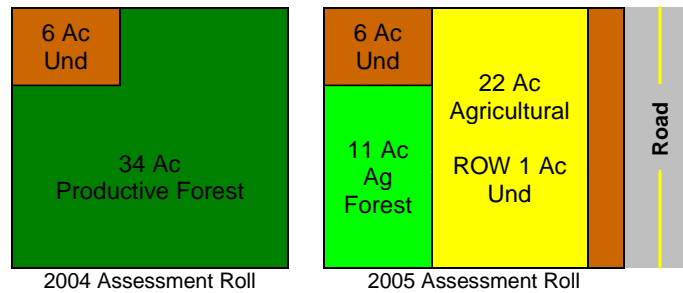 6 Ac
Und
34 Ac
Productive Forest
2004 Assessment Roll
6 Ac
Und
11 Ac
Ag
Forest
22 Ac
Agricultural
ROW 1 Ac
Und
Road
2005 Assessment Roll